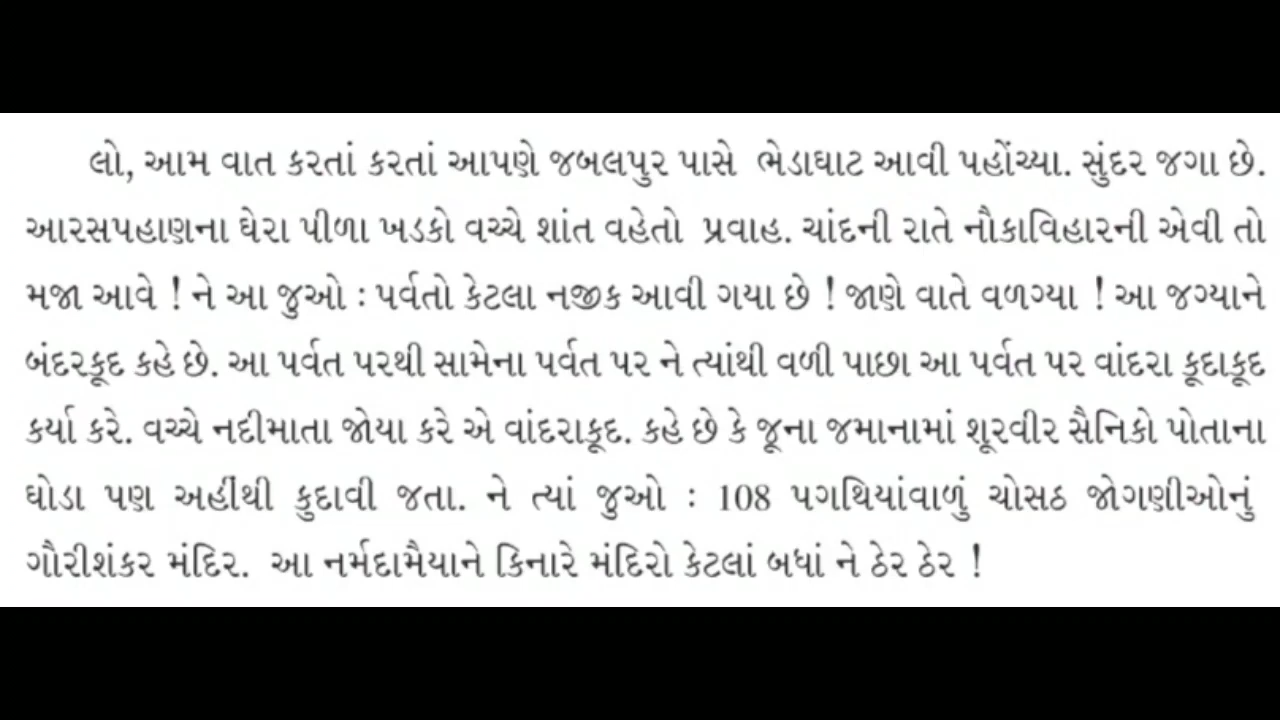 લો, આમ વાત કરતાં કરતાં આપણે જબલપુર પાસે ભેડાઘાટ આવી પહોંચ્યા. સુંદર જગા છે.
આરસપહાણના ઘેરા પીળા ખડકો વચ્ચે શાંત વહેતો પ્રવાહ. ચાંદની રાતે નૌકાવિહારની એવી તો
મજા આવે ! ને આ જુઓ : પર્વતો કેટલા નજીક આવી ગયા છે ! જાણે વાતે વળગ્યા ! આ જગ્યાને
બંદરકૂદ કહે છે. આ પર્વત પરથી સામેના પર્વત પર ને ત્યાંથી વળી પાછા આ પર્વત પર વાંદરા કૂદાકૂદ
કર્યા કરે. વચ્ચે નદીમાતા જોયા કરે એ વાંદરાકૂદ. કહે છે કે જૂના જમાનામાં શૂરવીર સૈનિકો પોતાના
ઘોડા પણ અહીંથી કુદાવી જતા. ને ત્યાં જુઓ : 108 પગથિયાંવાળું ચોસઠ જોગણીઓનું
ગૌરીશંકર મંદિર. આ નર્મદામૈયાને કિનારે મંદિરો કેટલાં બધાં ને ઠેર ઠેર !